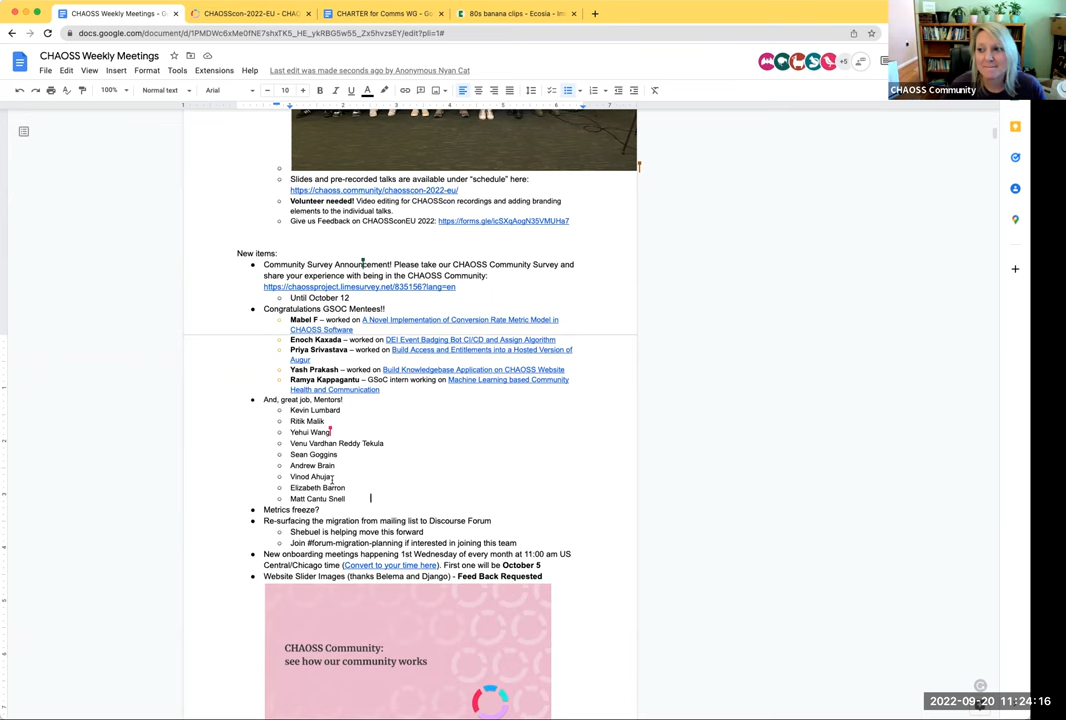 CHAOSS Weekly Meetings - G
CHAOSScon-2022-EU - CHAC
CHARTER for Comms WG - Go
80s banana clips - Ecosia - Im
docs.google.com/document/d/1PMDWc6xMe0fNE7shxTK5_HE_ykRBG5w55_Zx5hvzsEY/edit?pli=1#
CHAOSS Weekly Meetings
File Edit View Insert Format Tools Extensions Help Last edit was made seconds ago by Anonymous Nyan Cat
+5
100% Normal text Arial 10
CHAOSS Community
Slides and pre-recorded talks are available under "schedule" here:
https://chaoss.community/chaosscon-2022-eu/
Volunteer needed! Video editing for CHAOSScon recordings and adding branding
elements to the individual talks.
Give us Feedback on CHAOSSconEU 2022: https://forms.gle/icSXqAogN35VMUHa7
New items:
Community Survey Announcement! Please take our CHAOSS Community Survey and
share your experience with being in the CHAOSS Community:
https://chaossproject.limesurvey.net/835156?lang=en
Until October 12
Congratulations GSOC Mentees!!
Mabel F – worked on A Novel Implementation of Conversion Rate Metric Model in
CHAOSS Software
Enoch Kaxada – worked on DEI Event Badging Bot CI/CD and Assign Algorithm
Priya Srivastava – worked on Build Access and Entitlements into a Hosted Version of
Augur
Yash Prakash – worked on Build Knowledgebase Application on CHAOSS Website
Ramya Kappagantu – GSoC intern working on Machine Learning based Community
Health and Communication
And, great job, Mentors!
Kevin Lumbard
Ritik Malik
Yehui Wang
Venu Vardhan Reddy Tekula
Sean Goggins
Andrew Brain
Vinod Ahuja
Elizabeth Barron
Matt Cantu Snell
Metrics freeze?
Re-surfacing the migration from mailing list to Discourse Forum
Shebuel is helping move this forward
Join #forum-migration-planning if interested in joining this team
New onboarding meetings happening 1st Wednesday of every month at 11:00 am US
Central/Chicago time (Convert to your time here). First one will be October 5
Website Slider Images (thanks Belema and Django) - Feed Back Requested
CHAOSS Community:
see how our community works
2022-09-20 11:24:16